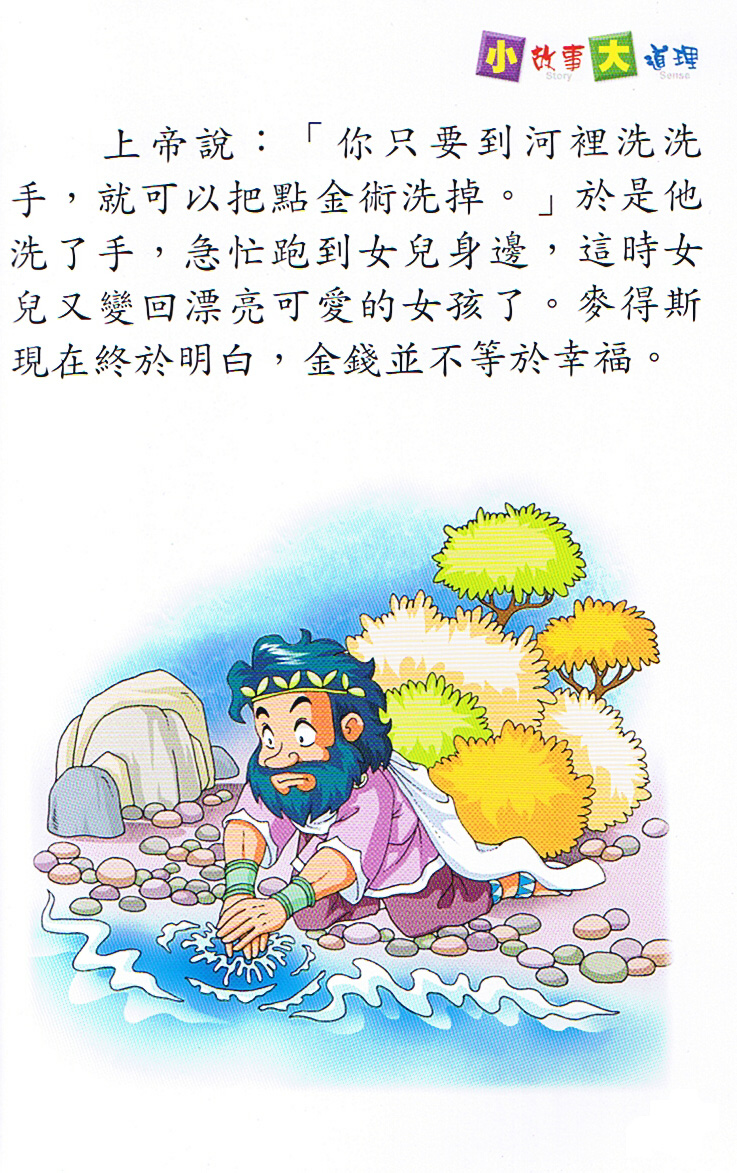 小故事大道理
Story Sense
上帝說：「你只要到河裡洗洗
手，就可以把點金術洗掉。」於是他
洗了手，急忙跑到女兒身邊，這時女
兒又變回漂亮可愛的女孩了。麥得斯
現在終於明白，金錢並不等於幸福。